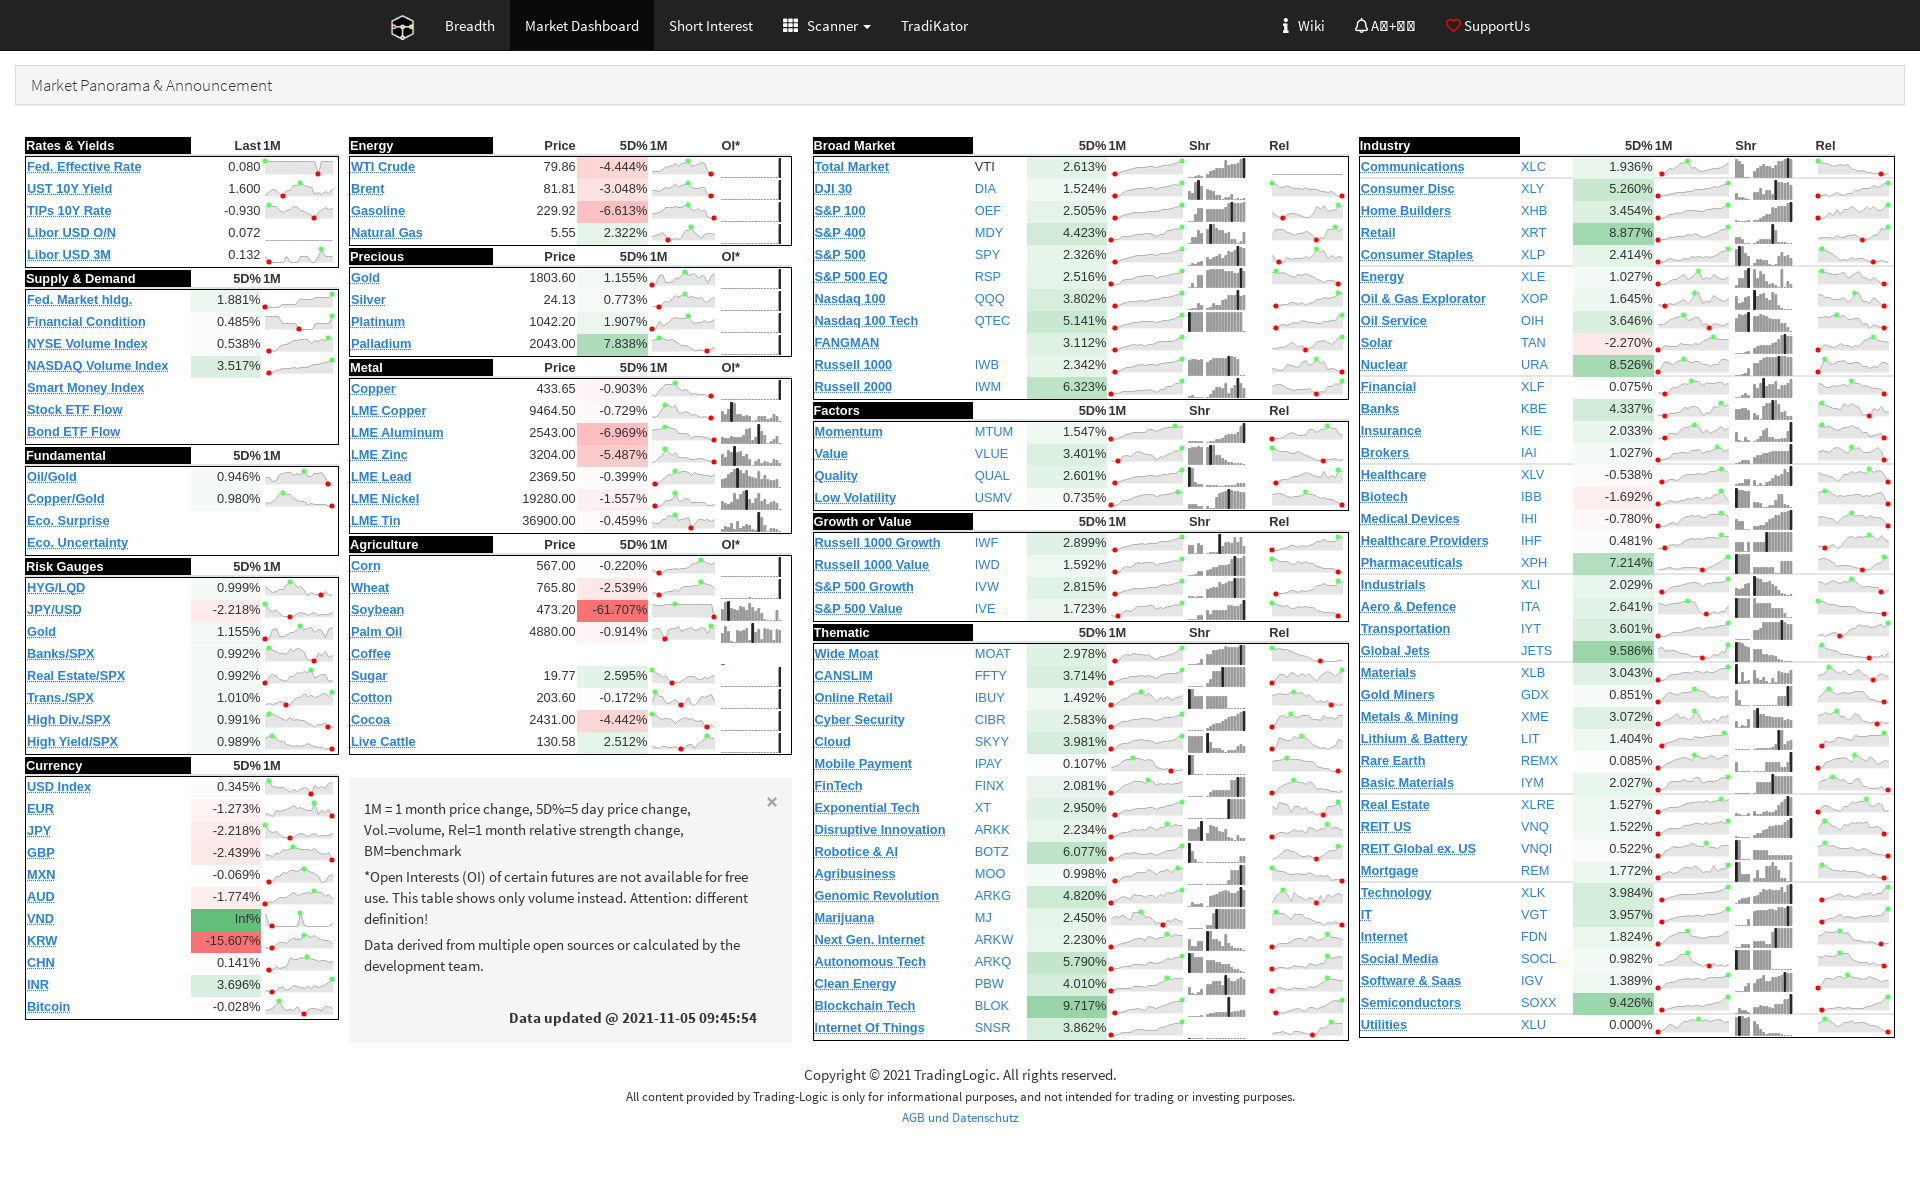 Breadth Market Dashboard Short Interest Scanner TradiKator Wiki SupportUs
Market Panorama & Announcement
Rates & Yields Last 1M
Fed. Effective Rate 0.080
UST 10Y Yield 1.600
TIPs 10Y Rate -0.930
Libor USD O/N 0.072
Libor USD 3M 0.132
Supply & Demand 5D% 1M
Fed. Market hldg. 1.881%
Financial Condition 0.485%
NYSE Volume Index 0.538%
NASDAQ Volume Index 3.517%
Smart Money Index
Stock ETF Flow
Bond ETF Flow
Fundamental 5D% 1M
Oil/Gold 0.946%
Copper/Gold 0.980%
Eco. Surprise
Eco. Uncertainty
Risk Gauges 5D% 1M
HYG/LQD 0.999%
JPY/USD -2.218%
Gold 1.155%
Banks/SPX 0.992%
Real Estate/SPX 0.992%
Trans./SPX 1.010%
High Div./SPX 0.991%
High Yield/SPX 0.989%
Currency 5D% 1M
USD Index 0.345%
EUR -1.273%
JPY -2.218%
GBP -2.439%
MXN -0.069%
AUD -1.774%
VND Inf%
KRW -15.607%
CHN 0.141%
INR 3.696%
Bitcoin -0.028%
Energy Price 5D% 1M OI*
WTI Crude 79.86 -4.444%
Brent 81.81 -3.048%
Gasoline 229.92 -6.613%
Natural Gas 5.55 2.322%
Precious Price 5D% 1M OI*
Gold 1803.60 1.155%
Silver 24.13 0.773%
Platinum 1042.20 1.907%
Palladium 2043.00 7.838%
Metal Price 5D% 1M OI*
Copper 433.65 -0.903%
LME Copper 9464.50 -0.729%
LME Aluminum 2543.00 -6.969%
LME Zinc 3204.00 -5.487%
LME Lead 2369.50 -0.399%
LME Nickel 19280.00 -1.557%
LME Tin 36900.00 -0.459%
Agriculture Price 5D% 1M OI*
Corn 567.00 -0.220%
Wheat 765.80 -2.539%
Soybean 473.20 -61.707%
Palm Oil 4880.00 -0.914%
Coffee -
Sugar 19.77 2.595%
Cotton 203.60 -0.172%
Cocoa 2431.00 -4.442%
Live Cattle 130.58 2.512%
×
1M = 1 month price change, 5D%=5 day price change,
Vol.=volume, Rel=1 month relative strength change,
BM=benchmark
*Open Interests (OI) of certain futures are not available for free
use. This table shows only volume instead. Attention: different
definition!
Data derived from multiple open sources or calculated by the
development team.
Data updated @ 2021-11-05 09:45:54
Broad Market 5D% 1M Shr Rel
Total Market VTI 2.613%
DJI 30 DIA 1.524%
S&P 100 OEF 2.505%
S&P 400 MDY 4.423%
S&P 500 SPY 2.326%
S&P 500 EQ RSP 2.516%
Nasdaq 100 QQQ 3.802%
Nasdaq 100 Tech QTEC 5.141%
FANGMAN 3.112%
Russell 1000 IWB 2.342%
Russell 2000 IWM 6.323%
Factors 5D% 1M Shr Rel
Momentum MTUM 1.547%
Value VLUE 3.401%
Quality QUAL 2.601%
Low Volatility USMV 0.735%
Growth or Value 5D% 1M Shr Rel
Russell 1000 Growth IWF 2.899%
Russell 1000 Value IWD 1.592%
S&P 500 Growth IVW 2.815%
S&P 500 Value IVE 1.723%
Thematic 5D% 1M Shr Rel
Wide Moat MOAT 2.978%
CANSLIM FFTY 3.714%
Online Retail IBUY 1.492%
Cyber Security CIBR 2.583%
Cloud SKYY 3.981%
Mobile Payment IPAY 0.107%
FinTech FINX 2.081%
Exponential Tech XT 2.950%
Disruptive Innovation ARKK 2.234%
Robotice & AI BOTZ 6.077%
Agribusiness MOO 0.998%
Genomic Revolution ARKG 4.820%
Marijuana MJ 2.450%
Next Gen. Internet ARKW 2.230%
Autonomous Tech ARKQ 5.790%
Clean Energy PBW 4.010%
Blockchain Tech BLOK 9.717%
Internet Of Things SNSR 3.862%
Industry 5D% 1M Shr Rel
Communications XLC 1.936%
Consumer Disc XLY 5.260%
Home Builders XHB 3.454%
Retail XRT 8.877%
Consumer Staples XLP 2.414%
Energy XLE 1.027%
Oil & Gas Explorator XOP 1.645%
Oil Service OIH 3.646%
Solar TAN -2.270%
Nuclear URA 8.526%
Financial XLF 0.075%
Banks KBE 4.337%
Insurance KIE 2.033%
Brokers IAI 1.027%
Healthcare XLV -0.538%
Biotech IBB -1.692%
Medical Devices IHI -0.780%
Healthcare Providers IHF 0.481%
Pharmaceuticals XPH 7.214%
Industrials XLI 2.029%
Aero & Defence ITA 2.641%
Transportation IYT 3.601%
Global Jets JETS 9.586%
Materials XLB 3.043%
Gold Miners GDX 0.851%
Metals & Mining XME 3.072%
Lithium & Battery LIT 1.404%
Rare Earth REMX 0.085%
Basic Materials IYM 2.027%
Real Estate XLRE 1.527%
REIT US VNQ 1.522%
REIT Global ex. US VNQI 0.522%
Mortgage REM 1.772%
Technology XLK 3.984%
IT VGT 3.957%
Internet FDN 1.824%
Social Media SOCL 0.982%
Software & Saas IGV 1.389%
Semiconductors SOXX 9.426%
Utilities XLU 0.000%
Copyright © 2021 TradingLogic. All rights reserved.
All content provided by Trading-Logic is only for informational purposes, and not intended for trading or investing purposes.
AGB und Datenschutz